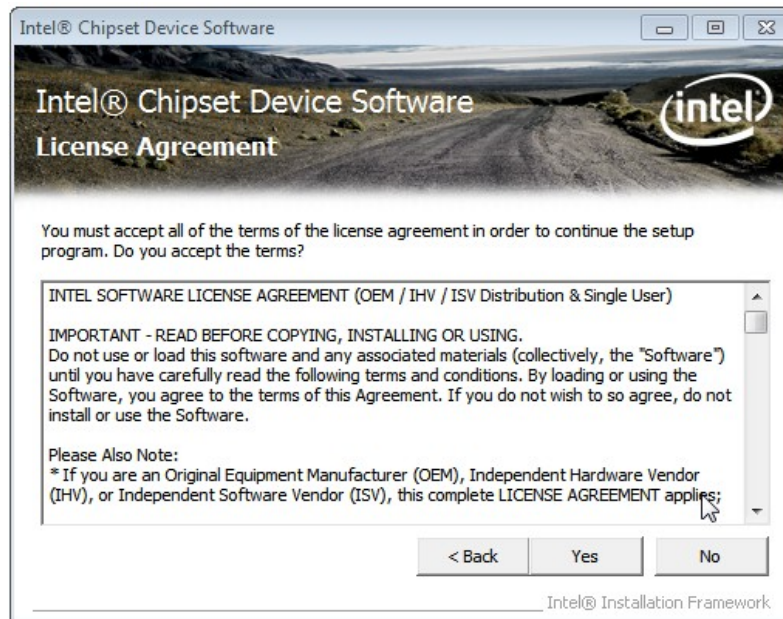 Intel® Chipset Device Software
Intel® Chipset Device Software
intel
License Agreement
You must accept all of the terms of the license agreement in order to continue the setup
program. Do you accept the terms?
INTEL SOFTWARE LICENSE AGREEMENT (OEM / IHV / ISV Distribution & Single User)
IMPORTANT - READ BEFORE COPYING, INSTALLING OR USING.
Do not use or load this software and any associated materials (collectively, the "Software")
until you have carefully read the following terms and conditions. By loading or using the
Software, you agree to the terms of this Agreement. If you do not wish to so agree, do not
install or use the Software.
Please Also Note:
* If you are an Original Equipment Manufacturer (OEM), Independent Hardware Vendor
(IHV), or Independent Software Vendor (ISV), this complete LICENSE AGREEMENT applies;
< Back Yes No
Intel® Installation Framework